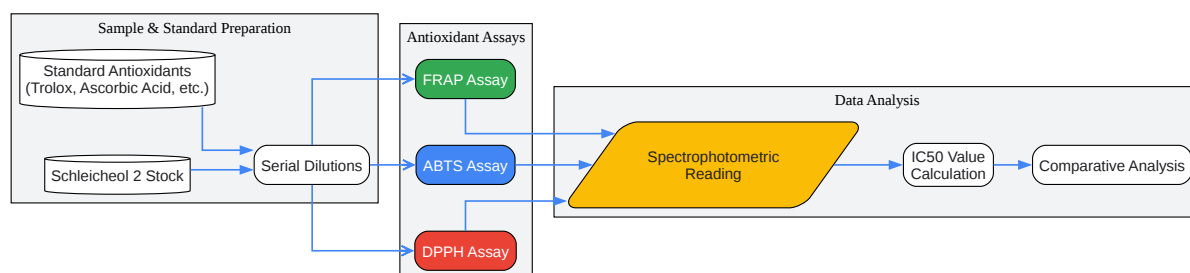 Sample & Standard Preparation
Standard Antioxidants
(Trolox, Ascorbic Acid, etc.)
Schleicheol 2 Stock
Serial Dilutions
Antioxidant Assays
FRAP Assay
ABTS Assay
DPPH Assay
Data Analysis
Spectrophotometric
Reading
IC50 Value
Calculation
Comparative Analysis